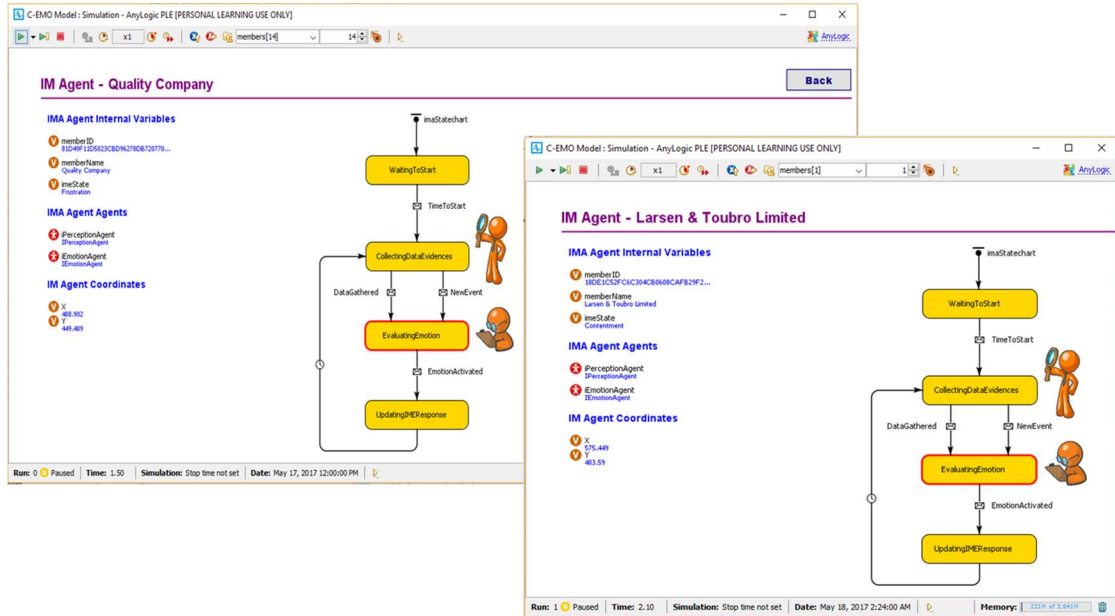 C-EMO Model : Simulation - AnyLogic PLE [PERSONAL LEARNING USE ONLY]
x1 members[14] 14 AnyLogic
IM Agent - Quality Company
Back
IMA Agent Internal Variables
memberID
81D49F11D5023CBD96278DB720770...
memberName
Quality Company
imeState
Frustration
IMA Agent Agents
iPerceptionAgent
IPerceptionAgent
iEmotionAgent
IEmotionAgent
IM Agent Coordinates
X
488.902
Y
449.489
imaStatechart
WaitingToStart
TimeToStart
CollectingDataEvidences
DataGathered NewEvent
EvaluatingEmotion
EmotionActivated
UpdatingIMEResponse
Run: 0 Paused Time: 1.50 Simulation: Stop time not set Date: May 17, 2017 12:00:00 PM
C-EMO Model : Simulation - AnyLogic PLE [PERSONAL LEARNING USE ONLY]
x1 members[1] 1 AnyLogic
IM Agent - Larsen & Toubro Limited
IMA Agent Internal Variables
memberID
18DE1C52FC6C304CB0608CAFB29F2...
memberName
Larsen & Toubro Limited
imeState
Contentment
IMA Agent Agents
iPerceptionAgent
IPerceptionAgent
iEmotionAgent
IEmotionAgent
IM Agent Coordinates
X
575.449
Y
483.59
imaStatechart
WaitingToStart
TimeToStart
CollectingDataEvidences
DataGathered NewEvent
EvaluatingEmotion
EmotionActivated
UpdatingIMEResponse
Run: 1 Paused Time: 2.10 Simulation: Stop time not set Date: May 18, 2017 2:24:00 AM Memory: 231M of 3,641M